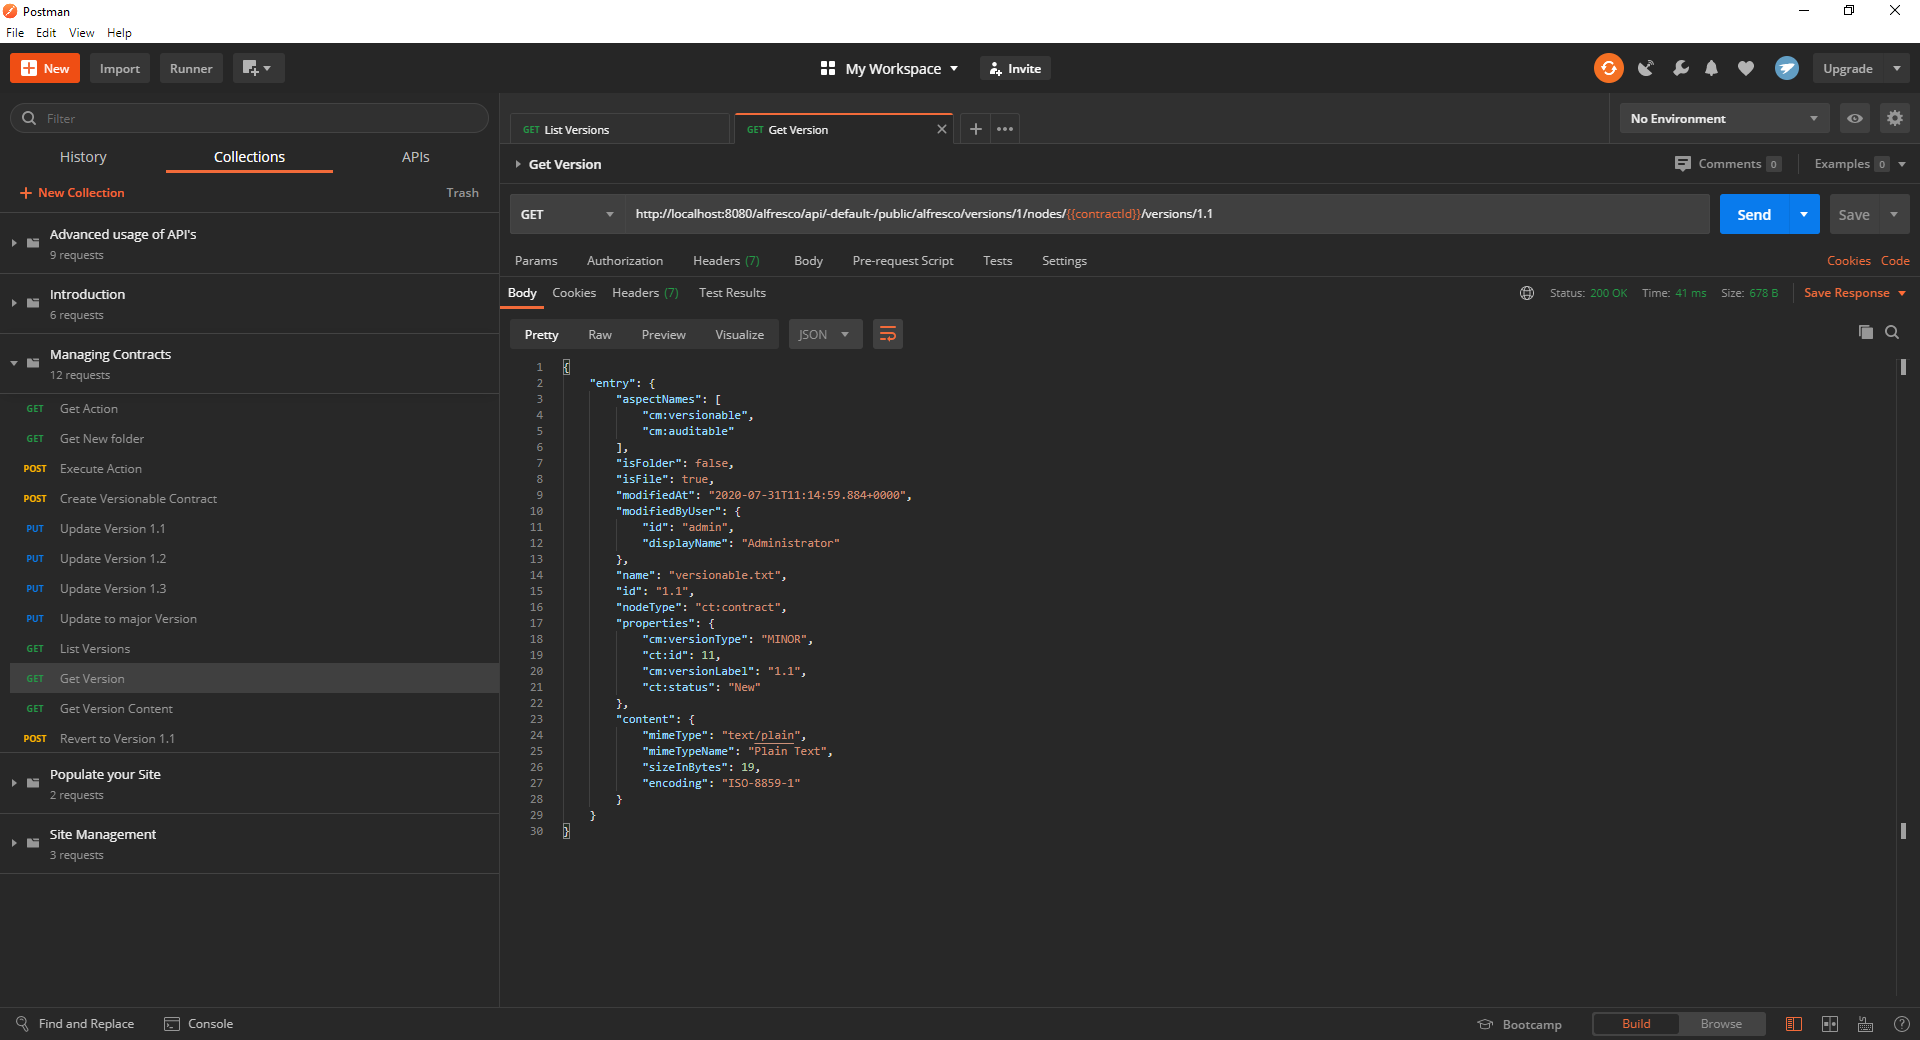 Postman
File Edit View Help
New Import Runner My Workspace Invite Upgrade
Filter
History Collections APIs
New Collection Trash
Advanced usage of API's
9 requests
Introduction
6 requests
Managing Contracts
12 requests
GET Get Action
GET Get New folder
POST Execute Action
POST Create Versionable Contract
PUT Update Version 1.1
PUT Update Version 1.2
PUT Update Version 1.3
PUT Update to major Version
GET List Versions
GET Get Version
GET Get Version Content
POST Revert to Version 1.1
Populate your Site
2 requests
Site Management
3 requests
GET List Versions GET Get Version No Environment
Get Version Comments 0 Examples 0
GET http://localhost:8080/alfresco/api/-default-/public/alfresco/versions/1/nodes/{{contractId}}/versions/1.1 Send Save
Params Authorization Headers (7) Body Pre-request Script Tests Settings Cookies Code
Body Cookies Headers (7) Test Results Status: 200 OK Time: 41 ms Size: 678 B Save Response
Pretty Raw Preview Visualize JSON
1 {
2 "entry": {
3 "aspectNames": [
4 "cm:versionable",
5 "cm:auditable"
6 ],
7 "isFolder": false,
8 "isFile": true,
9 "modifiedAt": "2020-07-31T11:14:59.884+0000",
10 "modifiedByUser": {
11 "id": "admin",
12 "displayName": "Administrator"
13 },
14 "name": "versionable.txt",
15 "id": "1.1",
16 "nodeType": "ct:contract",
17 "properties": {
18 "cm:versionType": "MINOR",
19 "ct:id": 11,
20 "cm:versionLabel": "1.1",
21 "ct:status": "New"
22 },
23 "content": {
24 "mimeType": "text/plain",
25 "mimeTypeName": "Plain Text",
26 "sizeInBytes": 19,
27 "encoding": "ISO-8859-1"
28 }
29 }
30 }
Find and Replace Console Bootcamp Build Browse